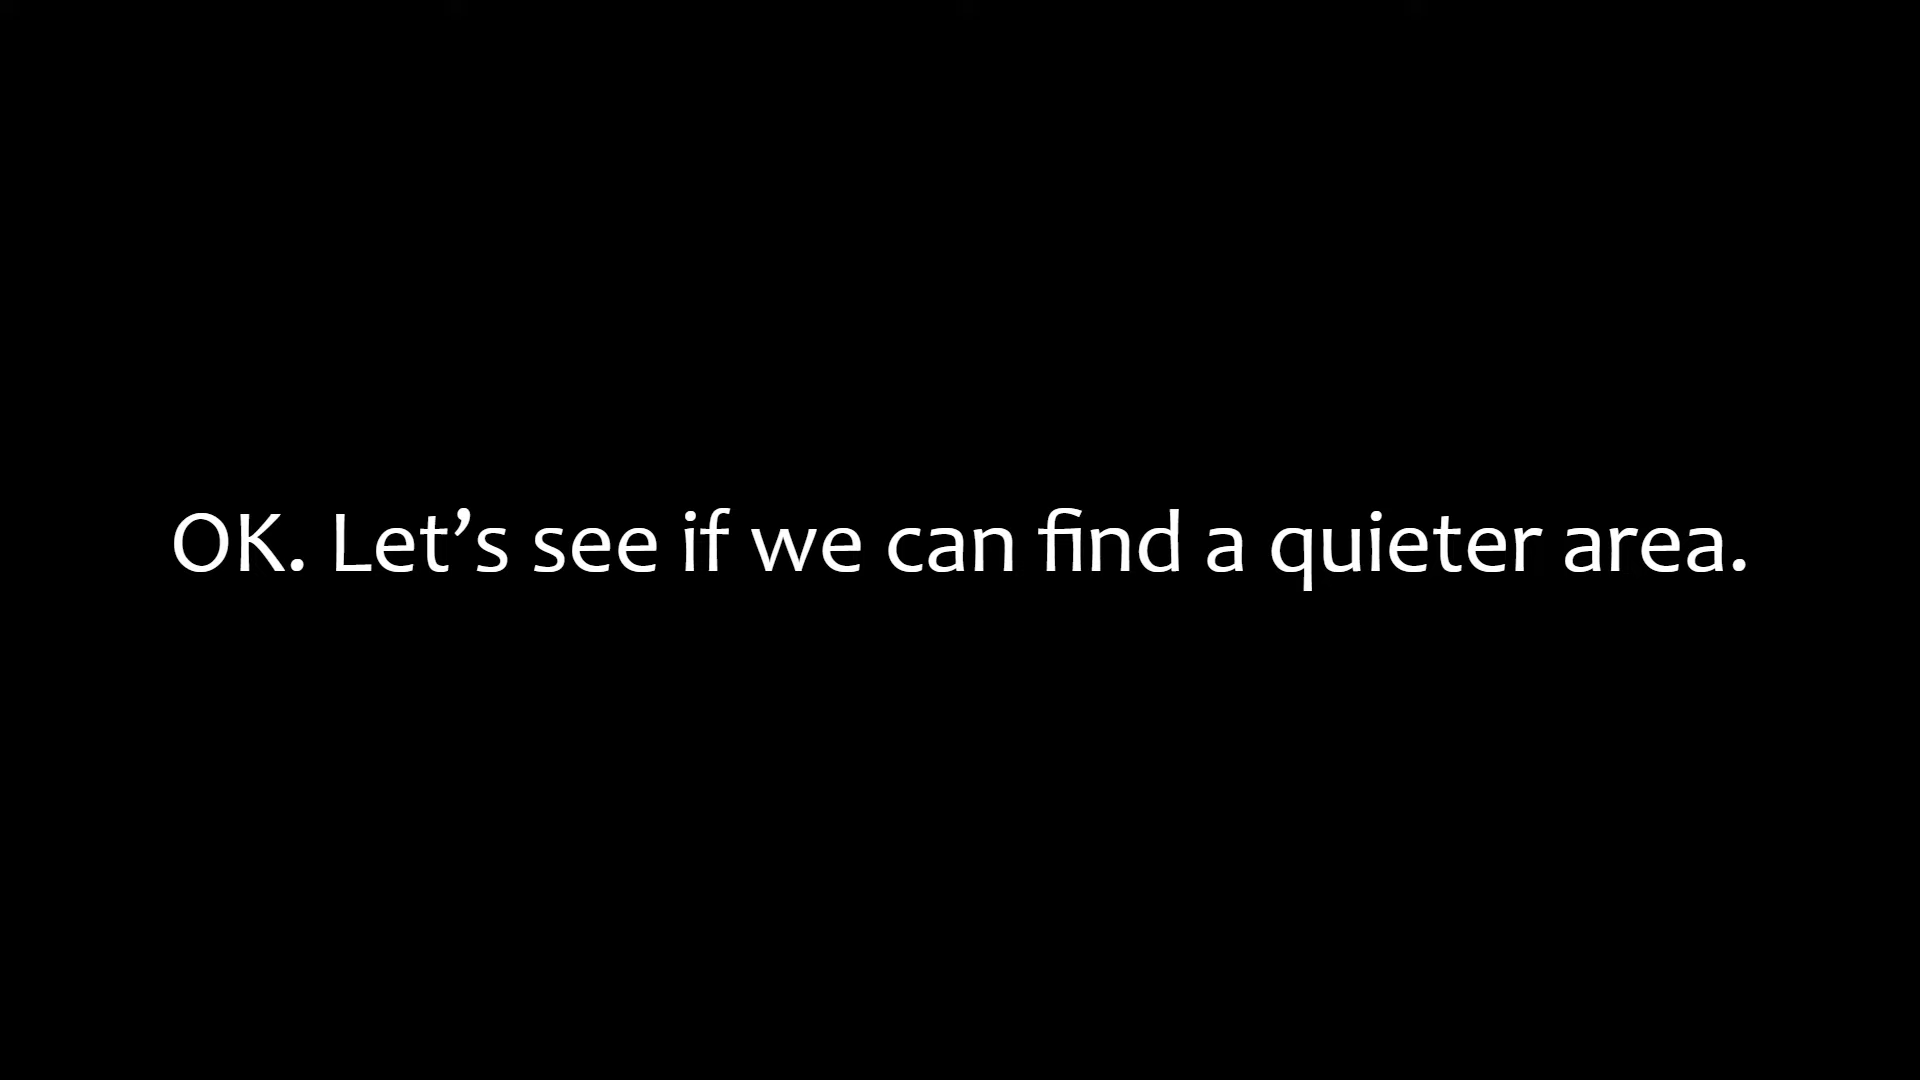 OK. Let’s see if we can find a quieter area.